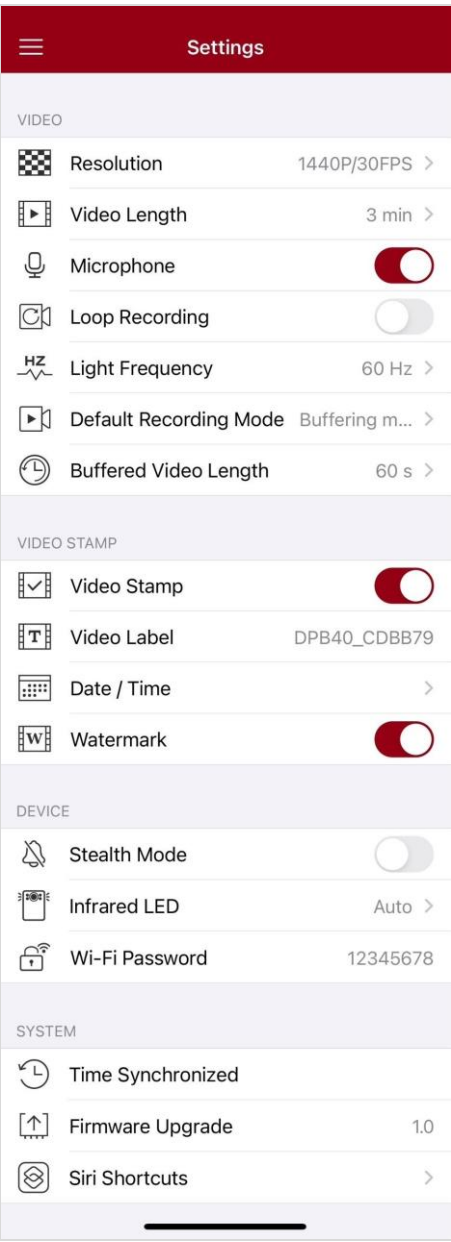 Settings
VIDEO
Resolution 1440P/30FPS
Video Length 3 min
Microphone
Loop Recording
HZ Light Frequency 60 Hz
Default Recording Mode Buffering m...
Buffered Video Length 60 s
VIDEO STAMP
Video Stamp
T Video Label DPB40_CDBB79
Date / Time
W Watermark
DEVICE
Stealth Mode
Infrared LED Auto
Wi-Fi Password 12345678
SYSTEM
Time Synchronized
Firmware Upgrade 1.0
Siri Shortcuts